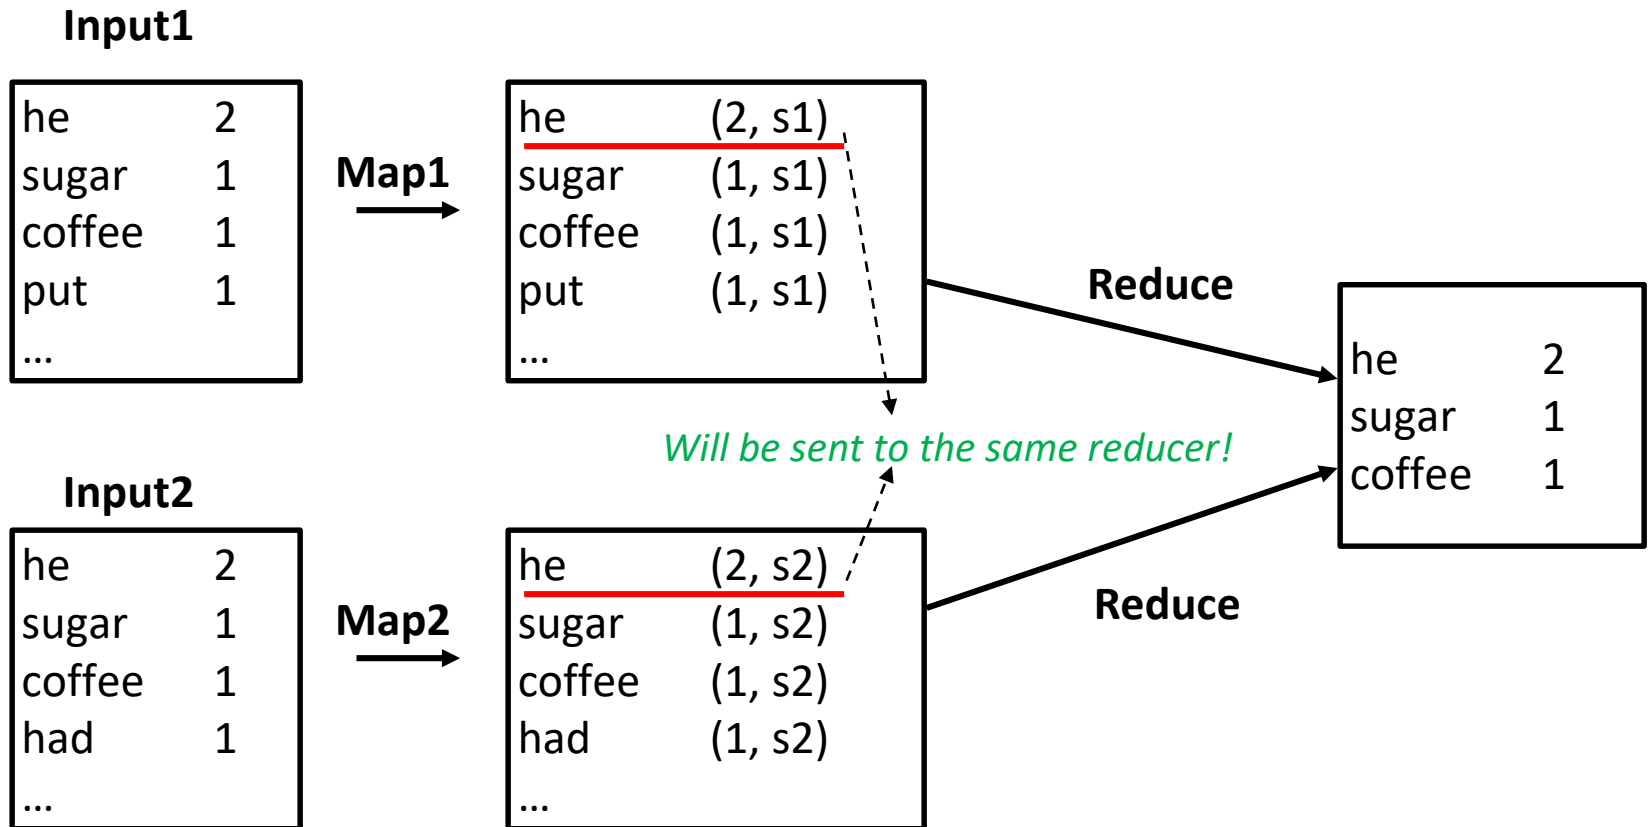 Input1
he 2
sugar 1
coffee 1
put 1
...
Map1
he (2, s1)
sugar (1, s1)
coffee (1, s1)
put (1, s1)
...
Reduce
he 2
sugar 1
coffee 1
Will be sent to the same reducer!
Input2
he 2
sugar 1
coffee 1
had 1
...
Map2
he (2, s2)
sugar (1, s2)
coffee (1, s2)
had (1, s2)
...
Reduce